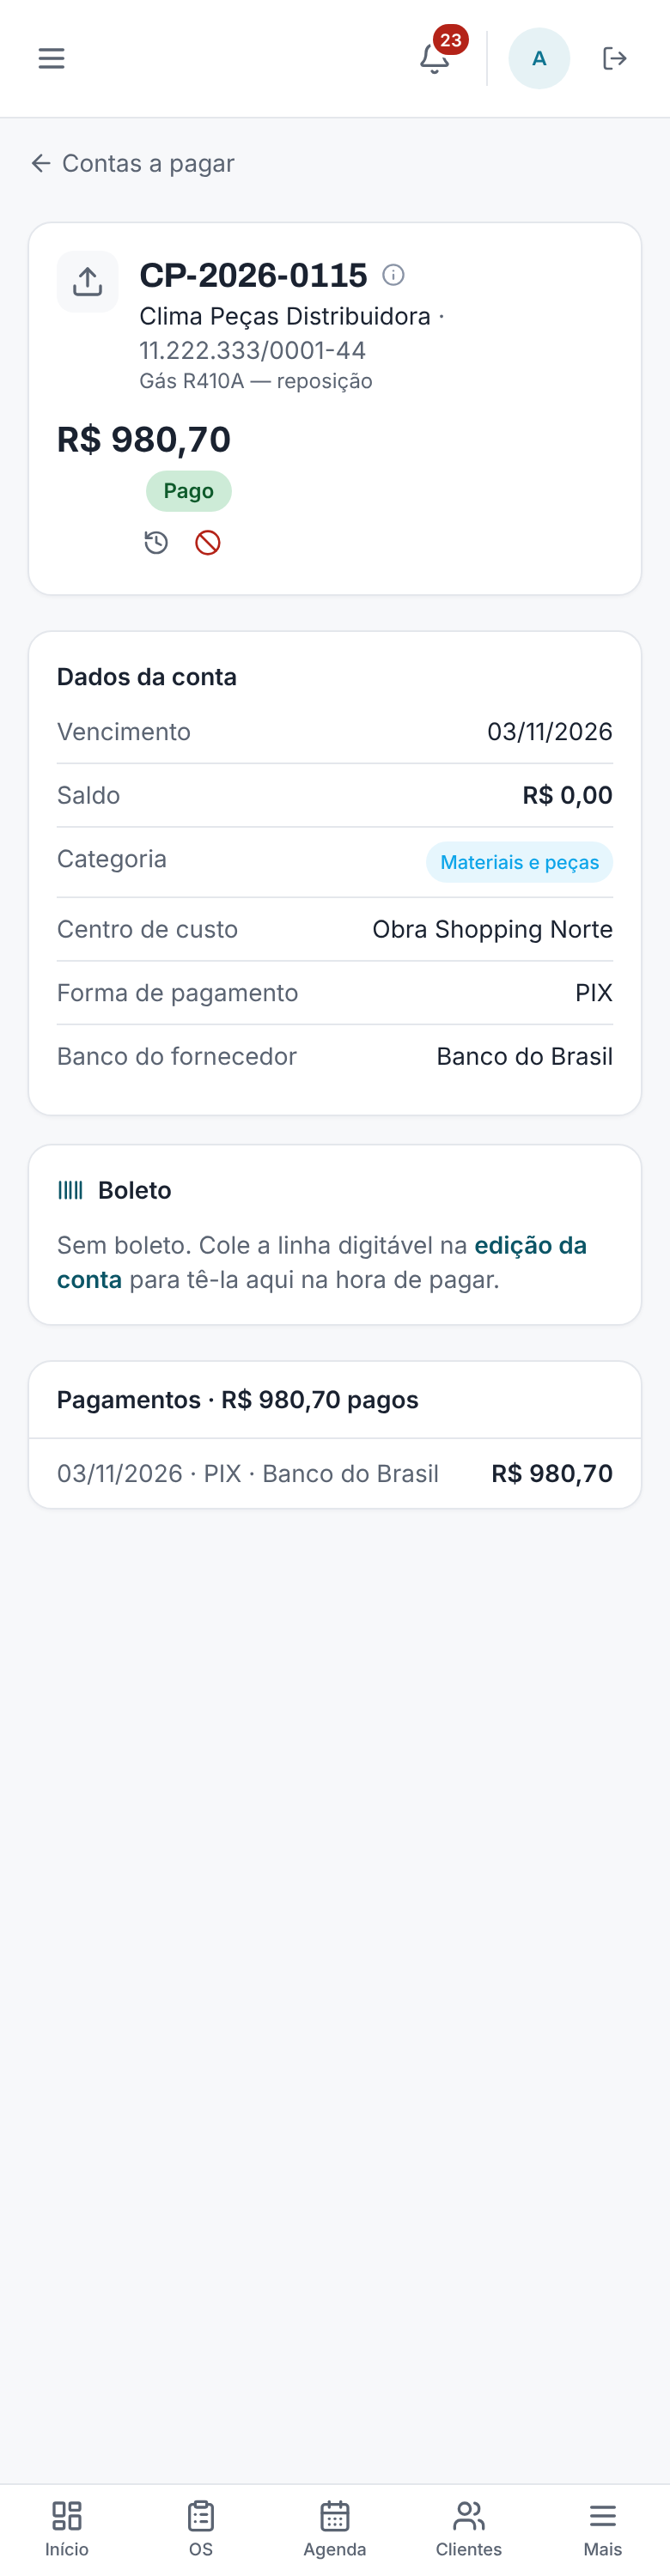 23
A
Contas a pagar
CP-2026-0115
Clima Peças Distribuidora ·
11.222.333/0001-44
Gás R410A — reposição
R$ 980,70
Pago
Dados da conta
Vencimento 03/11/2026
Saldo R$ 0,00
Categoria Materiais e peças
Centro de custo Obra Shopping Norte
Forma de pagamento PIX
Banco do fornecedor Banco do Brasil
Boleto
Sem boleto. Cole a linha digitável na edição da
conta para tê-la aqui na hora de pagar.
Pagamentos · R$ 980,70 pagos
03/11/2026 · PIX · Banco do Brasil R$ 980,70
Início OS Agenda Clientes Mais